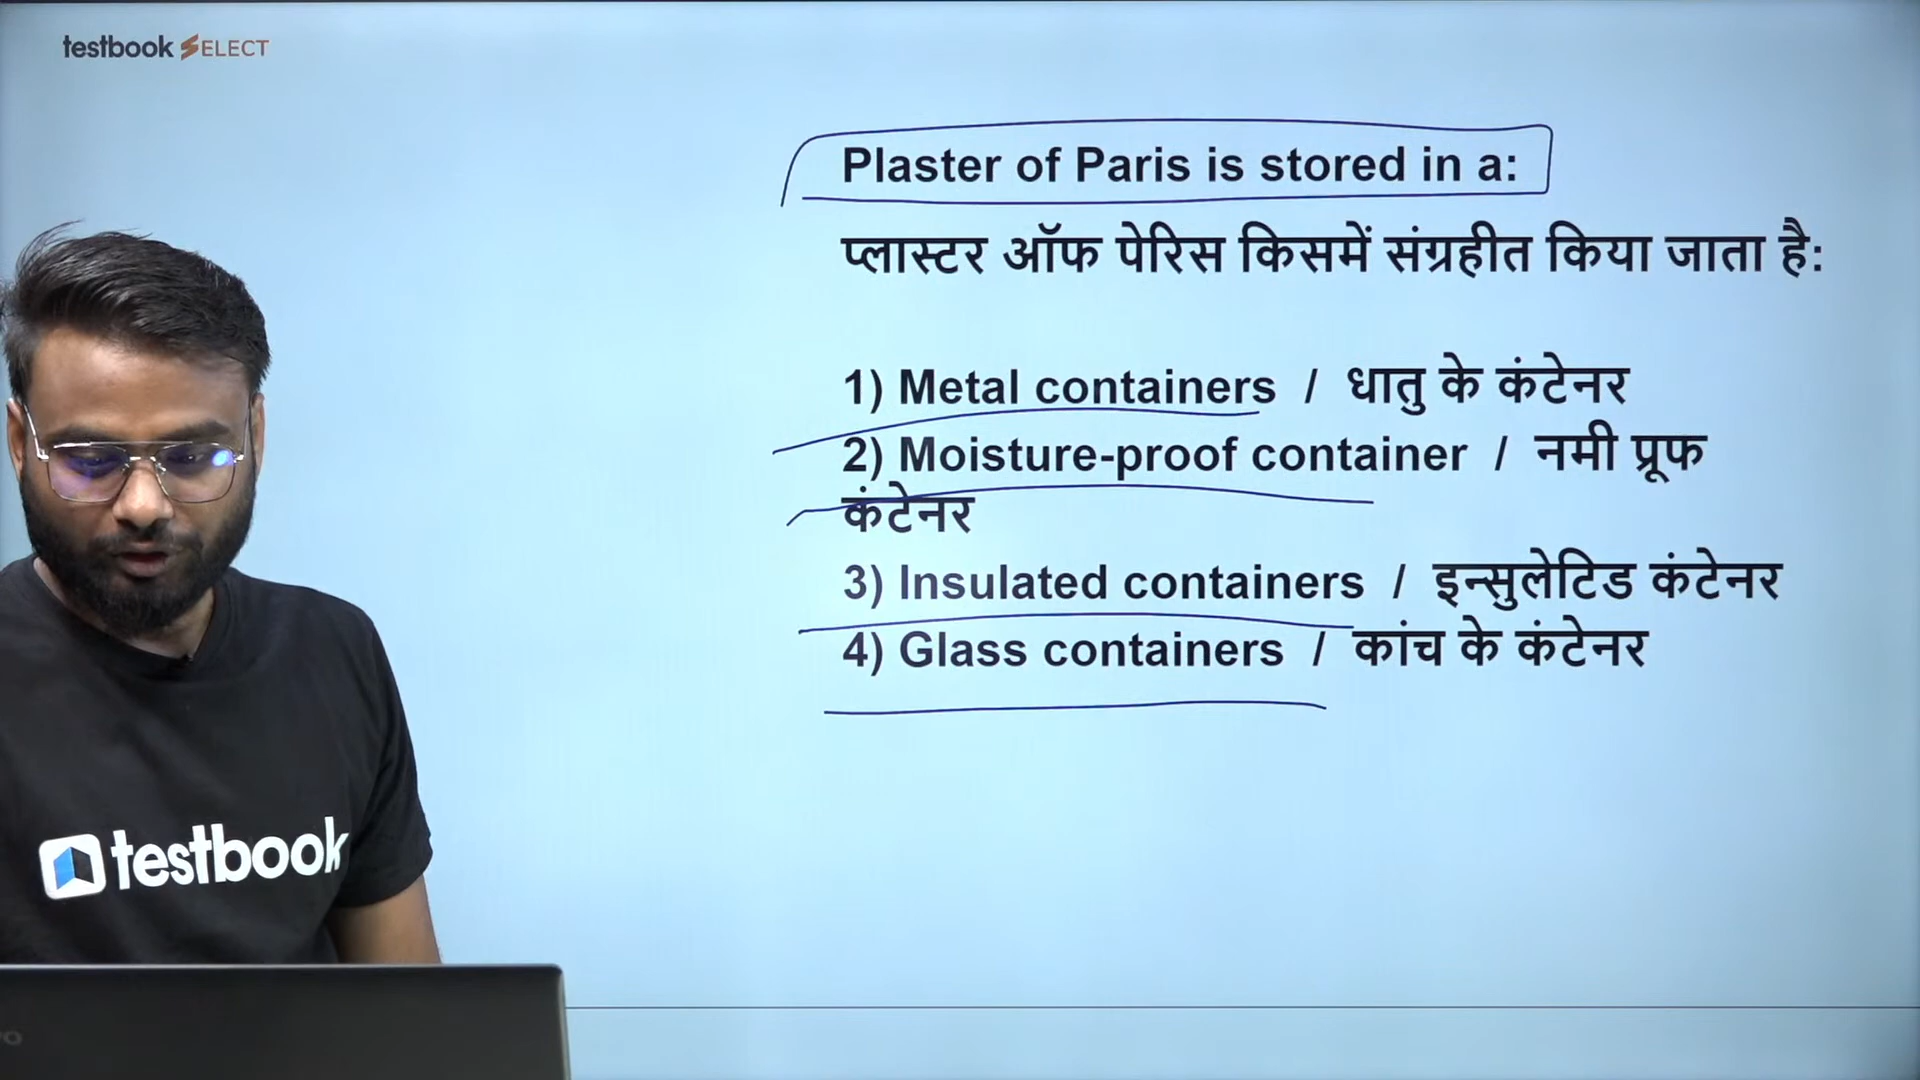 testbook SELECT
Plaster of Paris is stored in a:
प्लास्टर ऑफ पेरिस किसमें संग्रहीत किया जाता है:
1) Metal containers / धातु के कंटेनर
2) Moisture-proof container / नमी प्रूफ
कंटेनर
3) Insulated containers / इन्सुलेटिड कंटेनर
4) Glass containers / कांच के कंटेनर
testbook